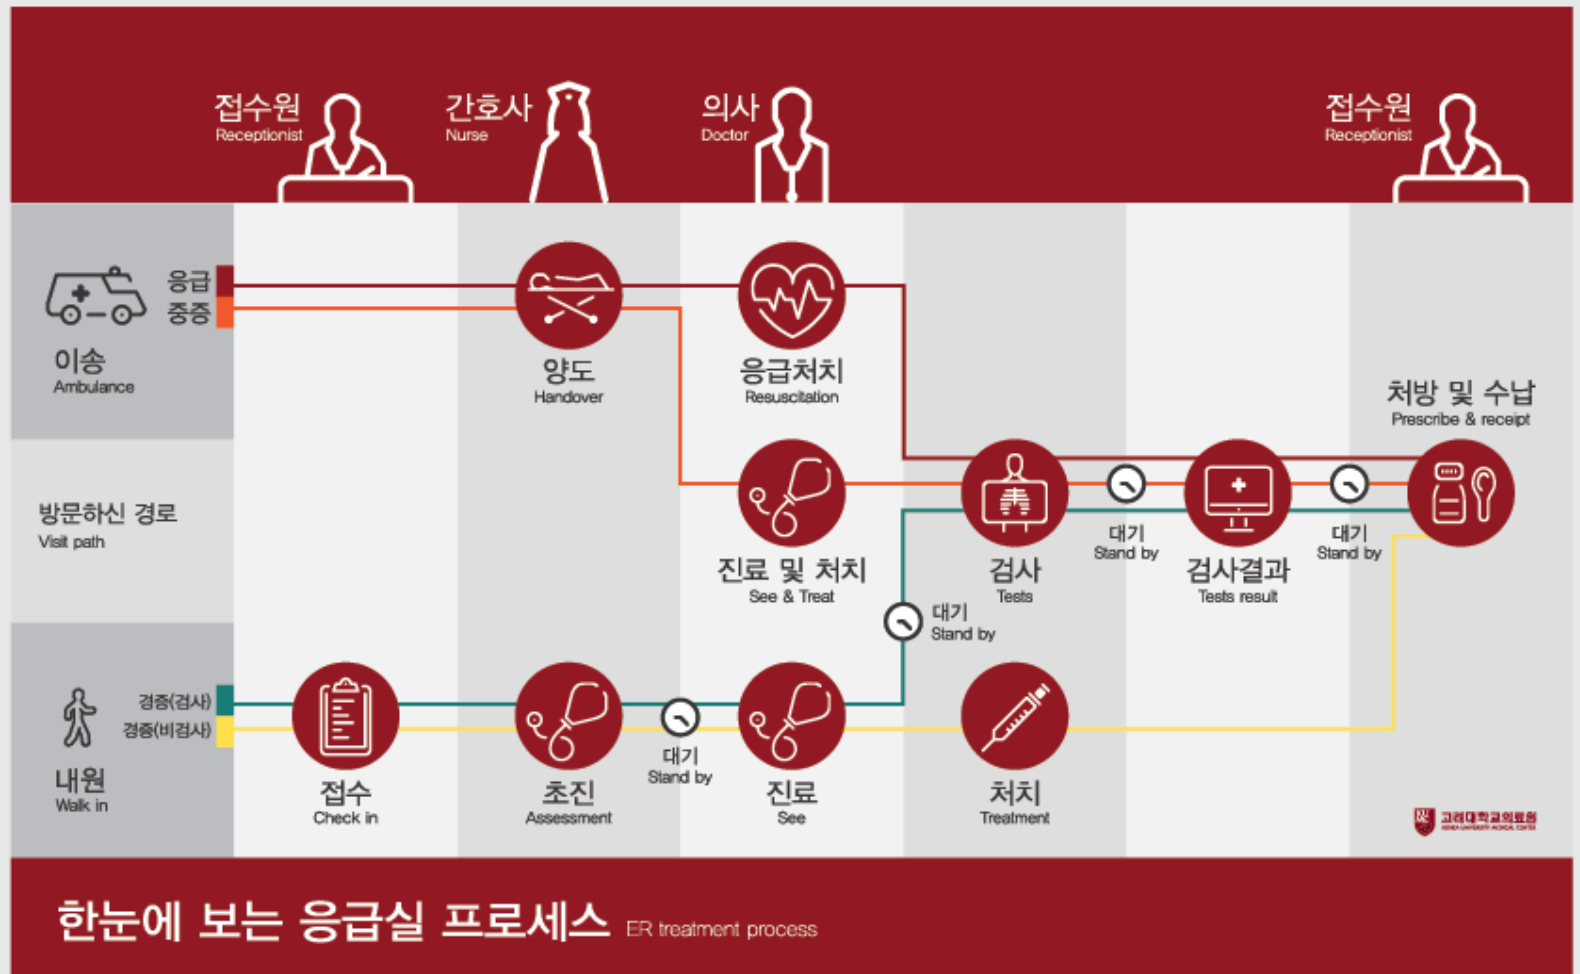 접수원
Receptionist
간호사
Nurse
의사
Doctor
접수원
Receptionist
응급
중증
이송
Ambulance
양도
Handover
응급처치
Resuscitation
처방 및 수납
Prescribe & receipt
방문하신 경로
Visit path
진료 및 처치
See & Treat
검사
Tests
대기
Stand by
검사결과
Tests result
대기
Stand by
대기
Stand by
경증(검사)
경증(비검사)
내원
Walk in
접수
Check in
초진
Assessment
대기
Stand by
진료
See
처치
Treatment
고려대학교의료원
KOREA UNIVERSITY MEDICAL CENTER
한눈에 보는 응급실 프로세스 ER treatment process